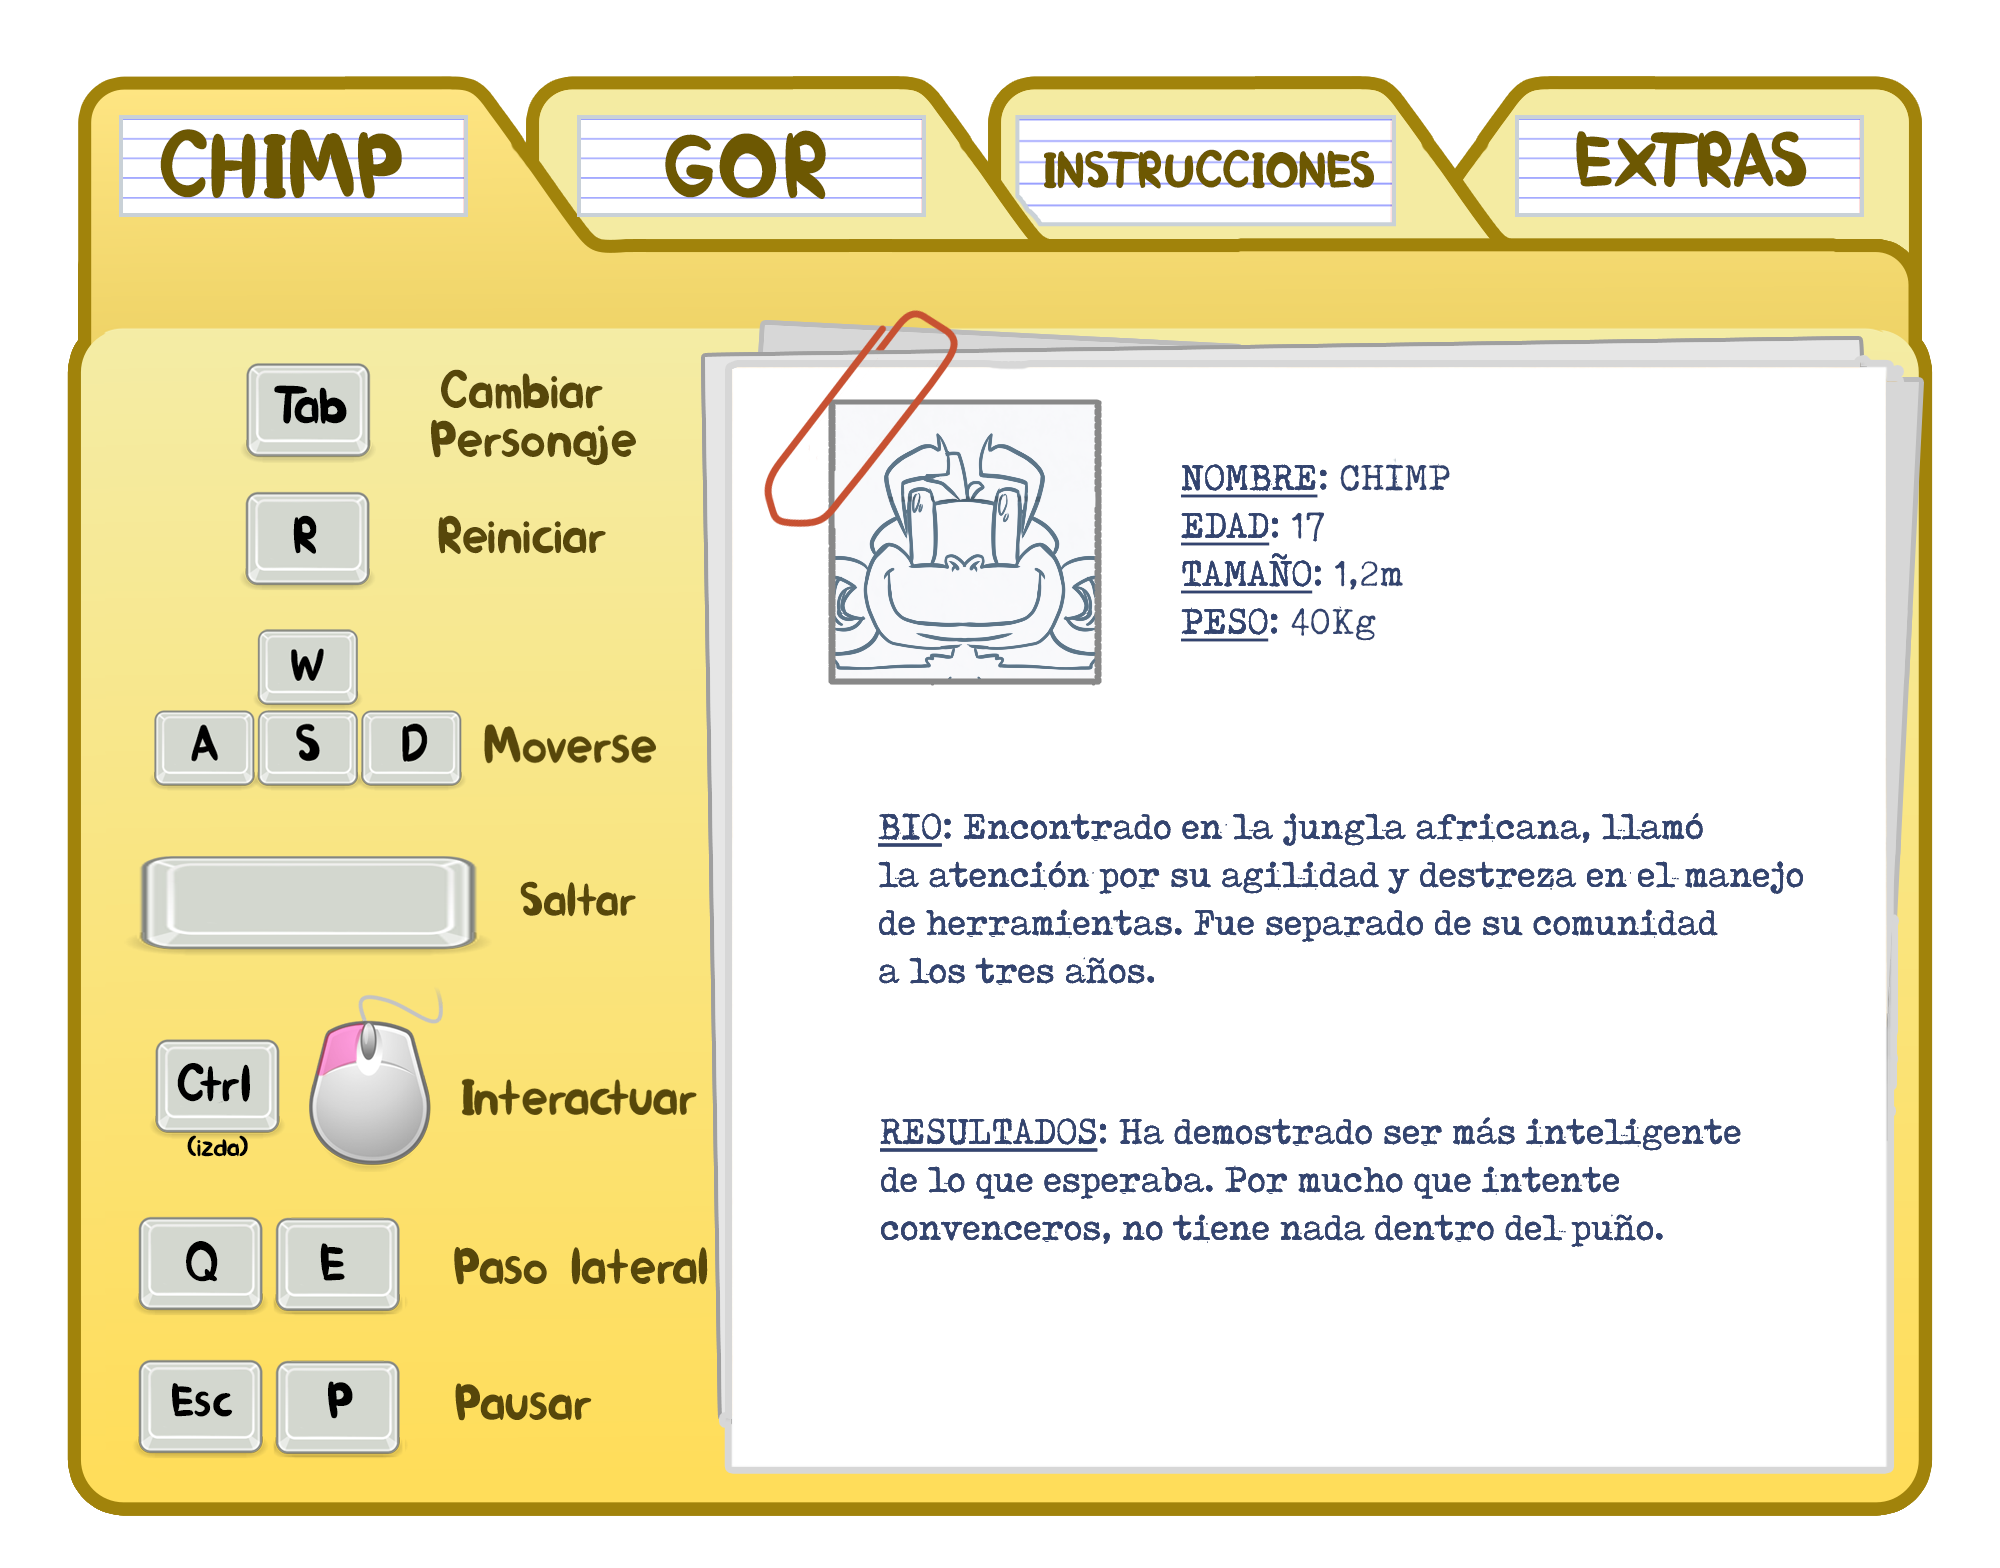 CHIMP
GOR
INSTRUCCIONES
EXTRAS
Tab
Cambiar
Personaje
R
Reiniciar
W
A S D
Moverse
Saltar
Ctrl
(izda)
Interactuar
Q E
Paso lateral
Esc P
Pausar
NOMBRE: CHIMP
EDAD: 17
TAMAÑO: 1,2m
PESO: 40Kg
BIO: Encontrado en la jungla africana, llamó
la atención por su agilidad y destreza en el manejo
de herramientas. Fue separado de su comunidad
a los tres años.
RESULTADOS: Ha demostrado ser más inteligente
de lo que esperaba. Por mucho que intente
convenceros, no tiene nada dentro del puño.